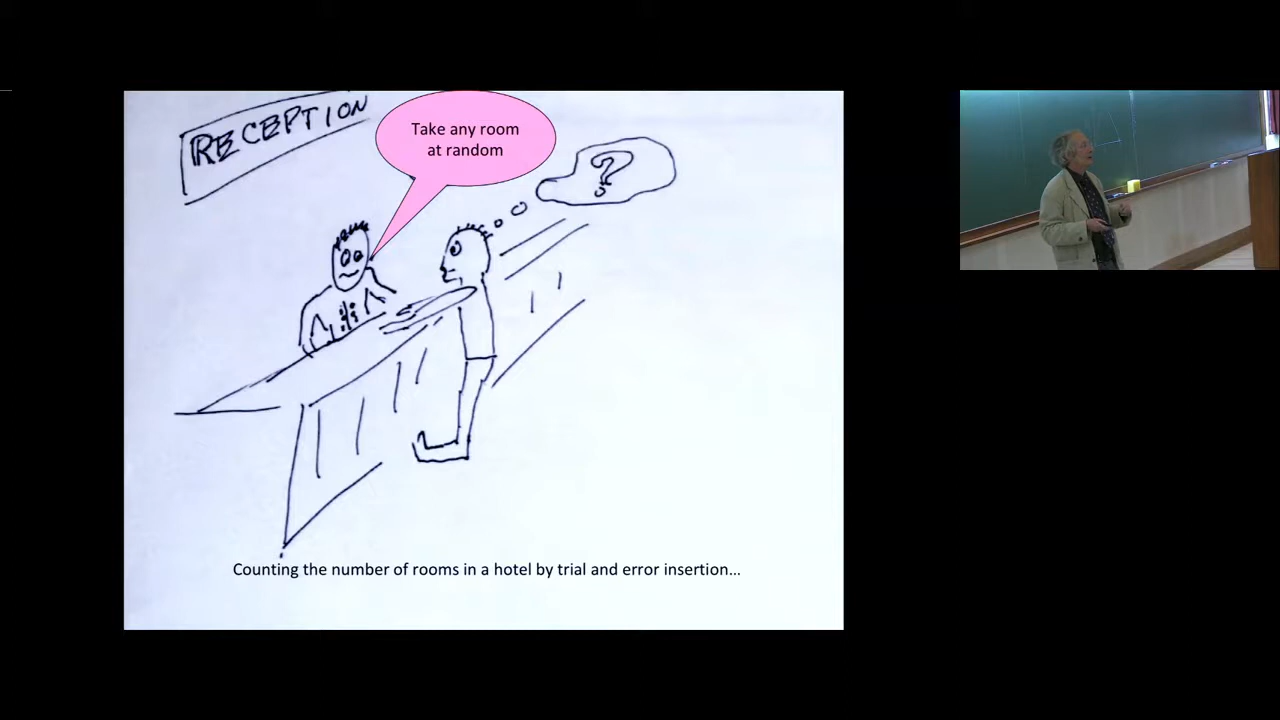 RECEPTION
Take any room
at random
?
Counting the number of rooms in a hotel by trial and error insertion...